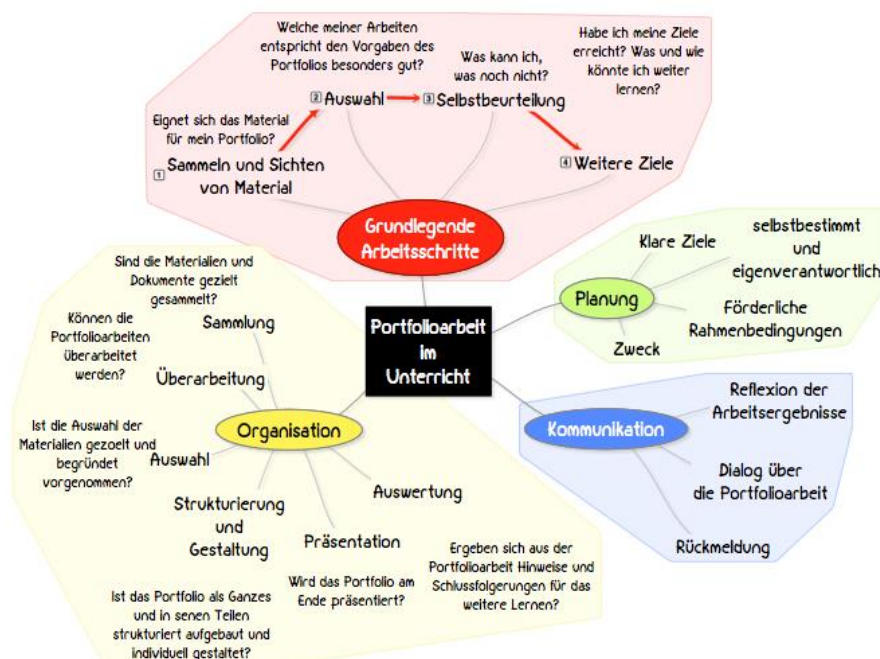 Welche meiner Arbeiten
entspricht den Vorgaben des
Portfolios besonders gut?
Was kann ich,
was noch nicht?
Habe ich meine Ziele
erreicht? Was und wie
könnte ich weiter
lernen?
2 Auswahl
3 Selbstbeurteilung
Eignet sich das Material
für mein Portfolio?
1 Sammeln und Sichten
von Material
4 Weitere Ziele
Grundlegende
Arbeitsschritte
Portfolioarbeit
im
Unterricht
Planung
Klare Ziele
selbstbestimmt
und
eigenverantwortlich
Förderliche
Rahmenbedingungen
Zweck
Kommunikation
Reflexion der
Arbeitsergebnisse
Dialog über
die Portfolioarbeit
Rückmeldung
Organisation
Sind die Materialien und
Dokumente gezielt
gesammelt?
Sammlung
Können die
Portfolioarbeiten
überarbeitet
werden?
Überarbeitung
Ist die Auswahl der
Materialien gezoelt und
begründet
vorgenommen?
Auswahl
Strukturierung
und
Gestaltung
Ist das Portfolio als Ganzes
und in senen Teilen
strukturiert aufgebaut und
individuell gestaltet?
Präsentation
Wird das Portfolio am
Ende präsentiert?
Auswertung
Ergeben sich aus der
Portfolioarbeit Hinweise und
Schlussfolgerungen für das
weitere Lernen?